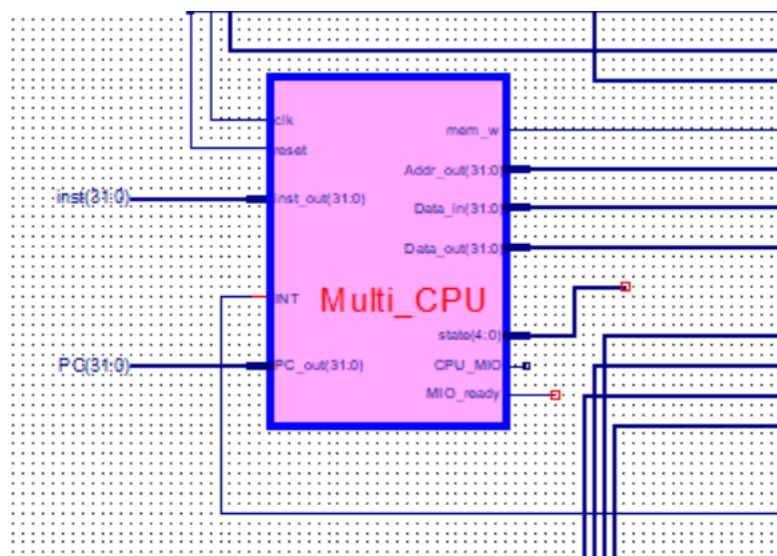 clk
mem_w
reset
Addr_out(31:0)
inst(31:0)
Inst_out(31:0)
Data_in(31:0)
Data_out(31:0)
INT
Multi_CPU
state(4:0)
PC(31:0)
PC_out(31:0)
CPU_MIO
MIO_ready